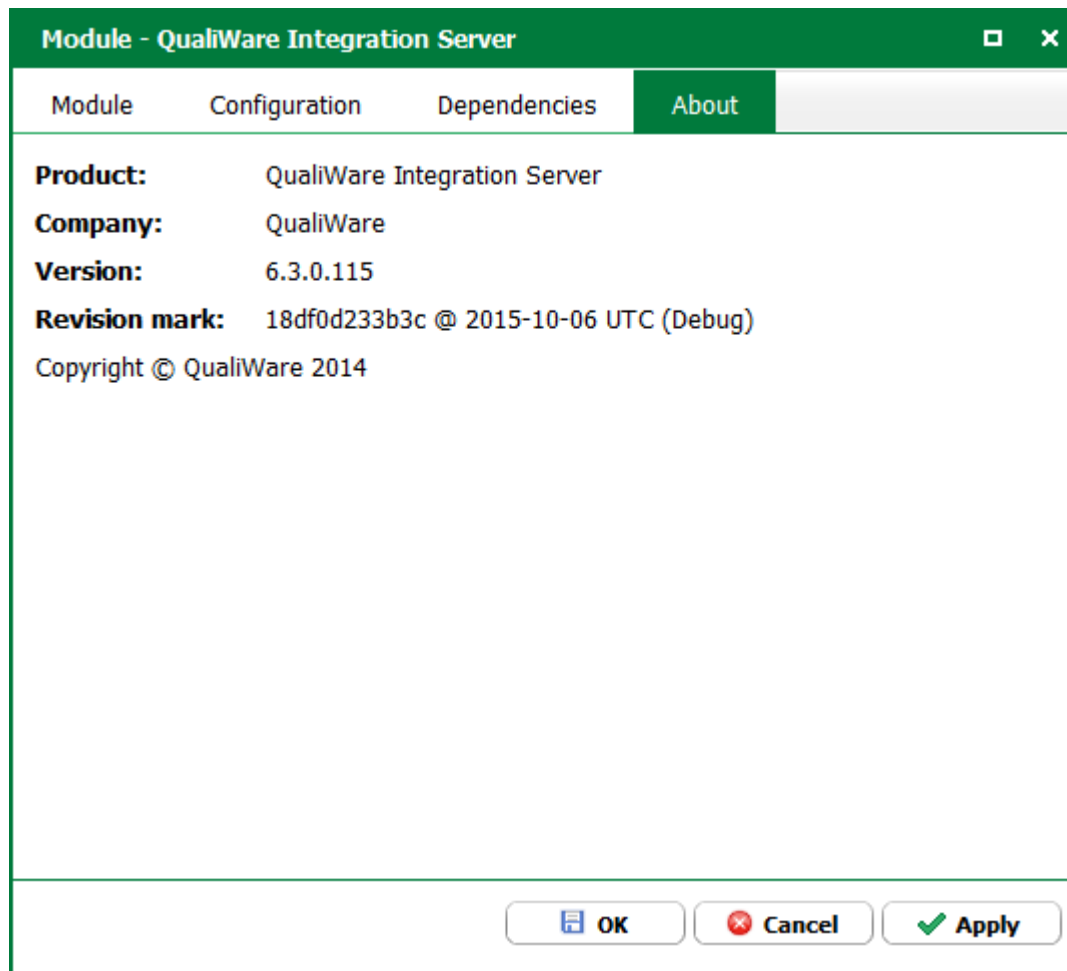 Module - QualiWare Integration Server
Module Configuration Dependencies About
Product: QualiWare Integration Server
Company: QualiWare
Version: 6.3.0.115
Revision mark: 18df0d233b3c @ 2015-10-06 UTC (Debug)
Copyright © QualiWare 2014
OK Cancel Apply